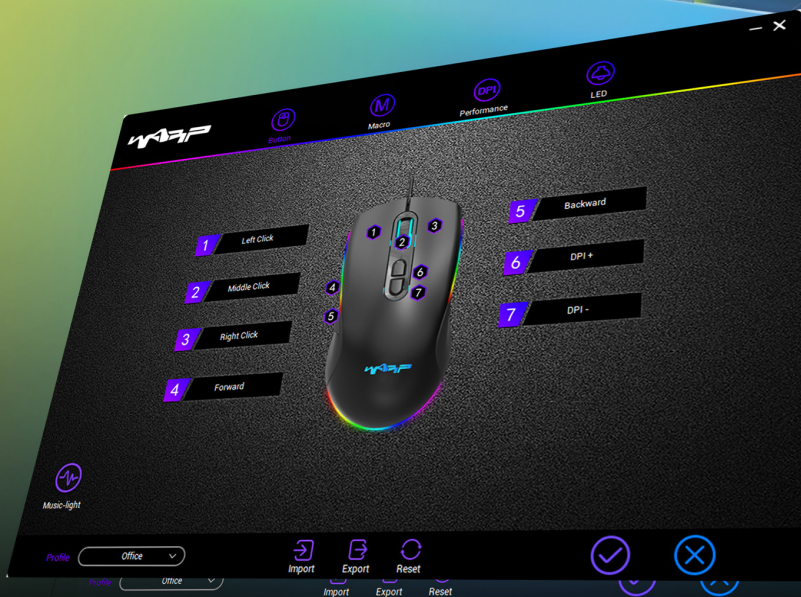 WARP
Button
M
Macro
DPI
Performance
LED
1 Left Click
2 Middle Click
3 Right Click
4 Forward
5 Backward
6 DPI +
7 DPI -
1
2
3
4
5
6
7
WARP
Music-light
Profile Office
Import Export Reset
Profile Office
Import Export Reset